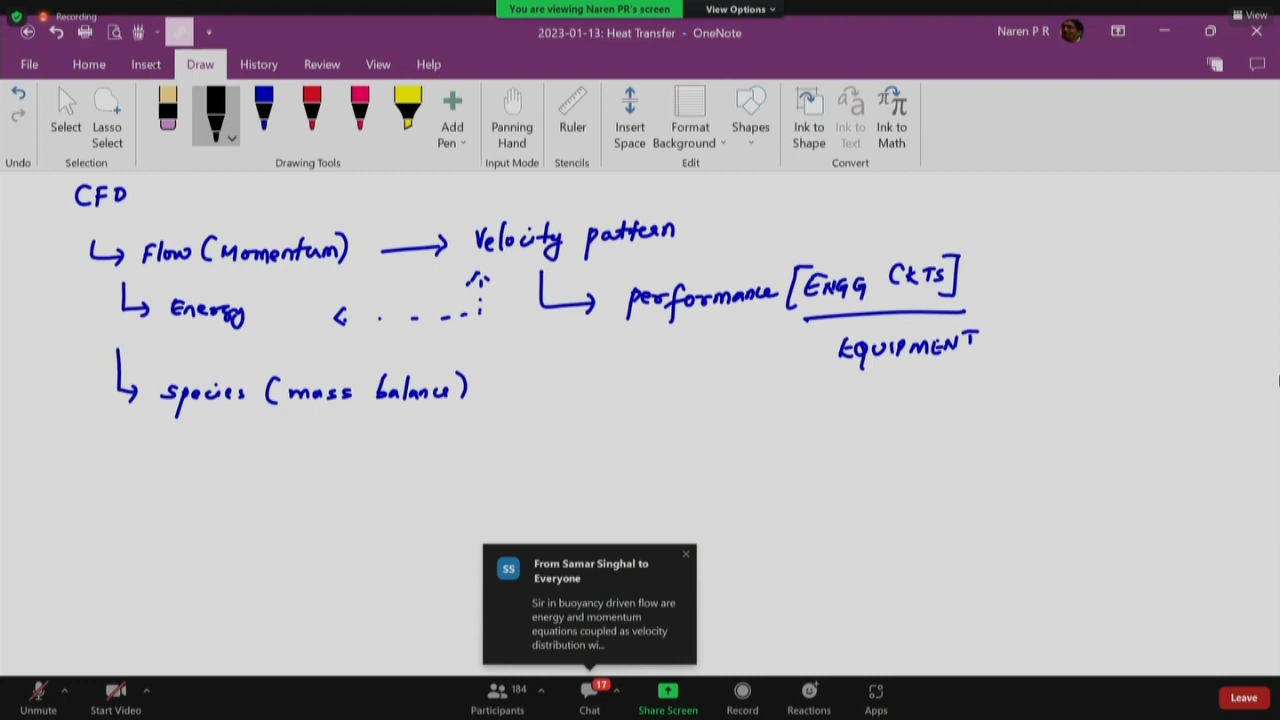 Recording
You are viewing Naren PR's screen
View Options
View
2023-01-13: Heat Transfer - OneNote
Naren P R
File Home Insert Draw History Review View Help
Select
Lasso Select
Add Pen
Panning Hand
Ruler
Insert Space
Format Background
Shapes
Ink to Shape
Ink to Text
Ink to Math
Undo Selection Drawing Tools Input Mode Stencils Edit Convert
CFD
Flow (Momentum) → Velocity pattern
Energy
performance [ENGG CKTS]
EQUIPMENT
species (mass balance)
SS
From Samar Singhal to
Everyone
Sir in buoyancy driven flow are
energy and momentum
equations coupled as velocity
distribution wi...
184
17
Unmute Start Video Participants Chat Share Screen Record Reactions Apps Leave